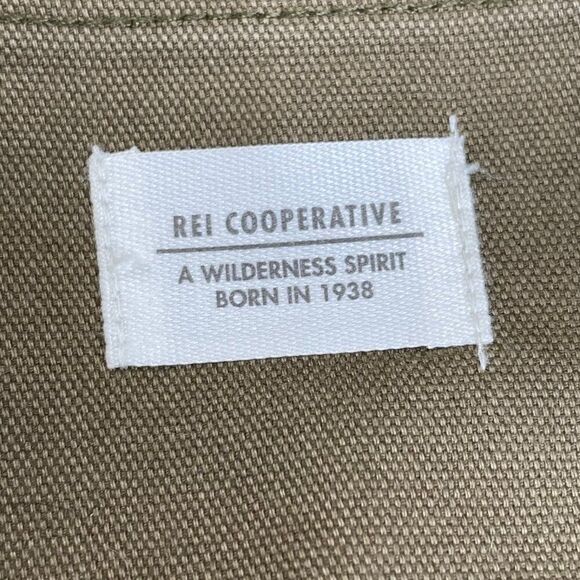 REI COOPERATIVE
A WILDERNESS SPIRIT
BORN IN 1938